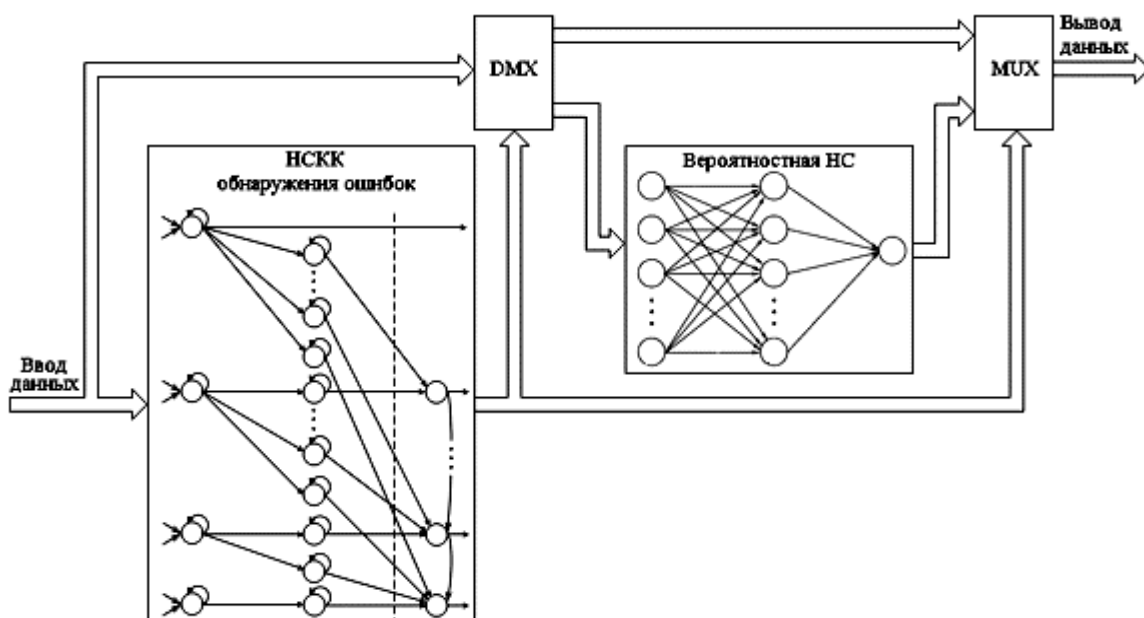 Вывод
данных
DMX
MUX
НСКК
обнаружения ошибок
Вероятностная НС
Ввод
данных